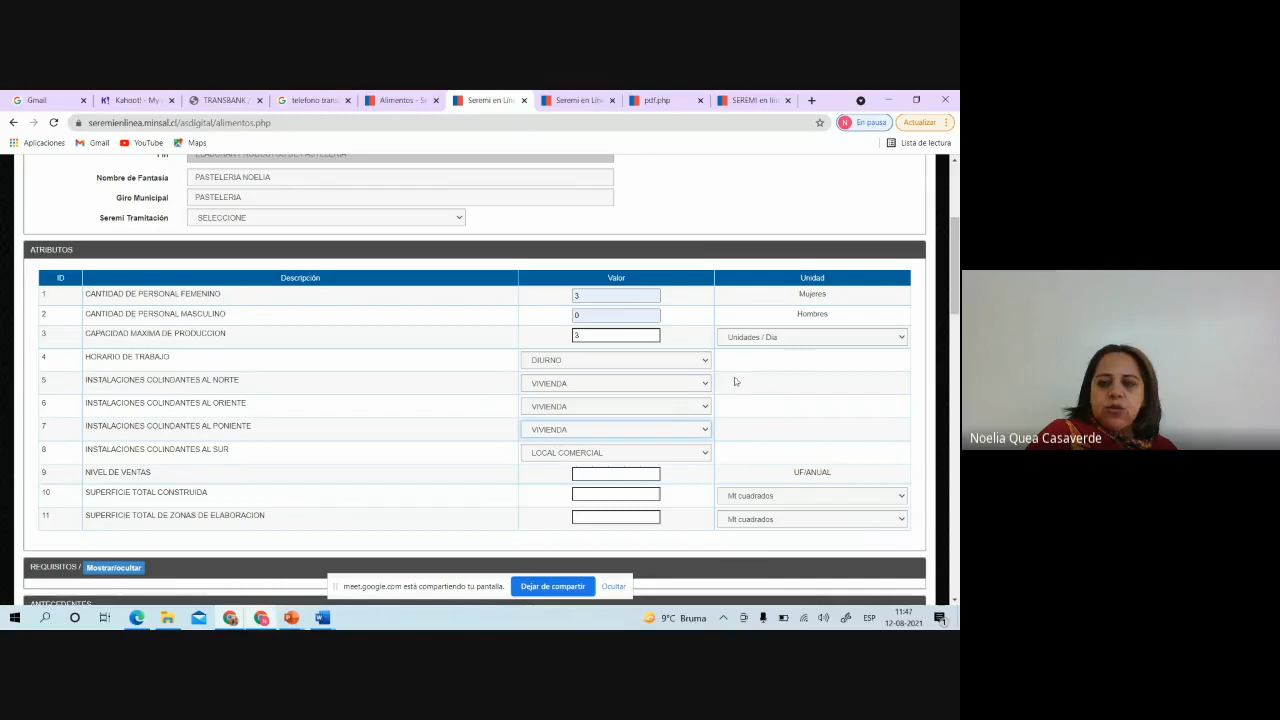 Gmail
Kahoot! - My
TRANSBANK
telefono trans
Alimentos - Se
Seremi en Lín
Seremi en Líne
pdf.php
SEREMI en líne
seremienlinea.minsal.cl/asdigital/alimentos.php
N En pausa
Actualizar
Aplicaciones
Gmail
YouTube
Maps
Lista de lectura
Nombre de Fantasia PASTELERIA NOELIA
Giro Municipal PASTELERIA
Seremi Tramitación SELECCIONE
ATRIBUTOS
ID Descripción Valor Unidad
1 CANTIDAD DE PERSONAL FEMENINO 3 Mujeres
2 CANTIDAD DE PERSONAL MASCULINO 0 Hombres
3 CAPACIDAD MAXIMA DE PRODUCCION 3 Unidades / Dia
4 HORARIO DE TRABAJO DIURNO
5 INSTALACIONES COLINDANTES AL NORTE VIVIENDA
6 INSTALACIONES COLINDANTES AL ORIENTE VIVIENDA
7 INSTALACIONES COLINDANTES AL PONIENTE VIVIENDA
8 INSTALACIONES COLINDANTES AL SUR LOCAL COMERCIAL
9 NIVEL DE VENTAS UF/ANUAL
10 SUPERFICIE TOTAL CONSTRUIDA Mt cuadrados
11 SUPERFICIE TOTAL DE ZONAS DE ELABORACION Mt cuadrados
REQUISITOS / Mostrar/ocultar
meet.google.com está compartiendo tu pantalla. Dejar de compartir Ocultar
ANTECEDENTES
9°C Bruma
ESP
11:47
12-08-2021
Noelia Quea Casaverde